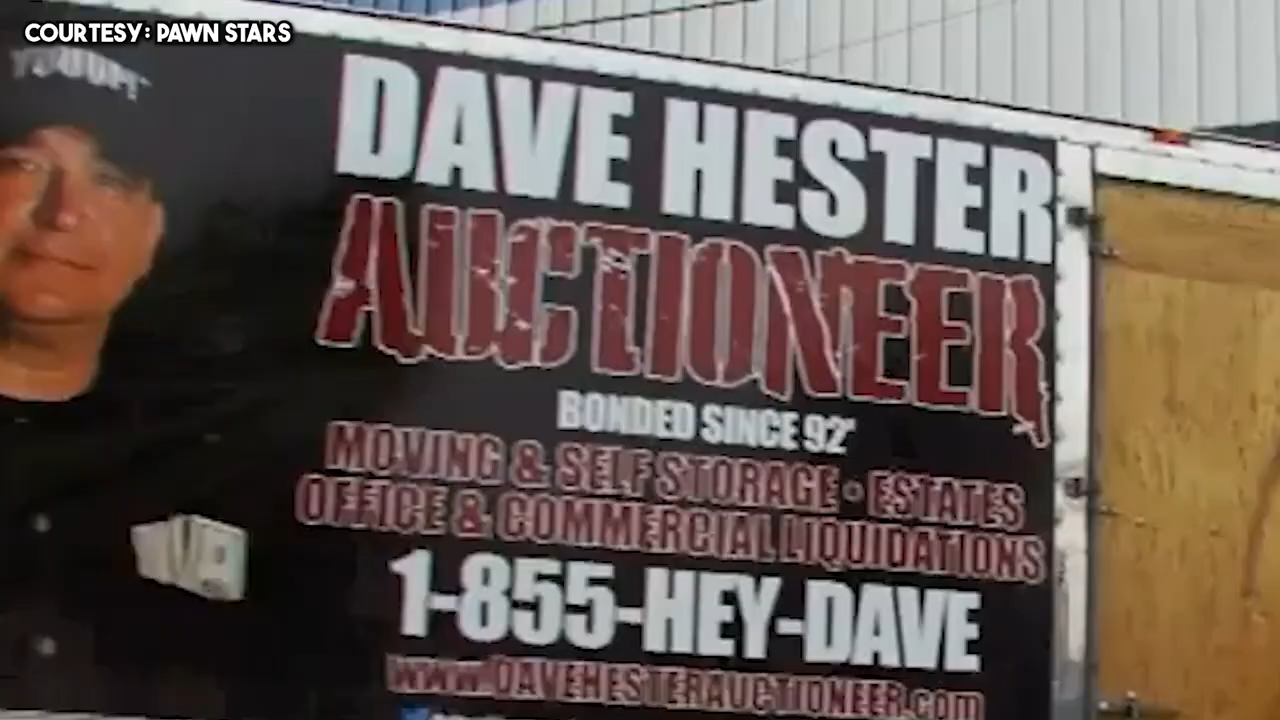 COURTESY: PAWN STARS
YUUUP!
DAVE HESTER
AUCTIONEER
BONDED SINCE 92'
MOVING & SELF STORAGE • ESTATES
OFFICE & COMMERCIAL LIQUIDATIONS
1-855-HEY-DAVE
www.DAVEHESTERAUCTIONEER.com